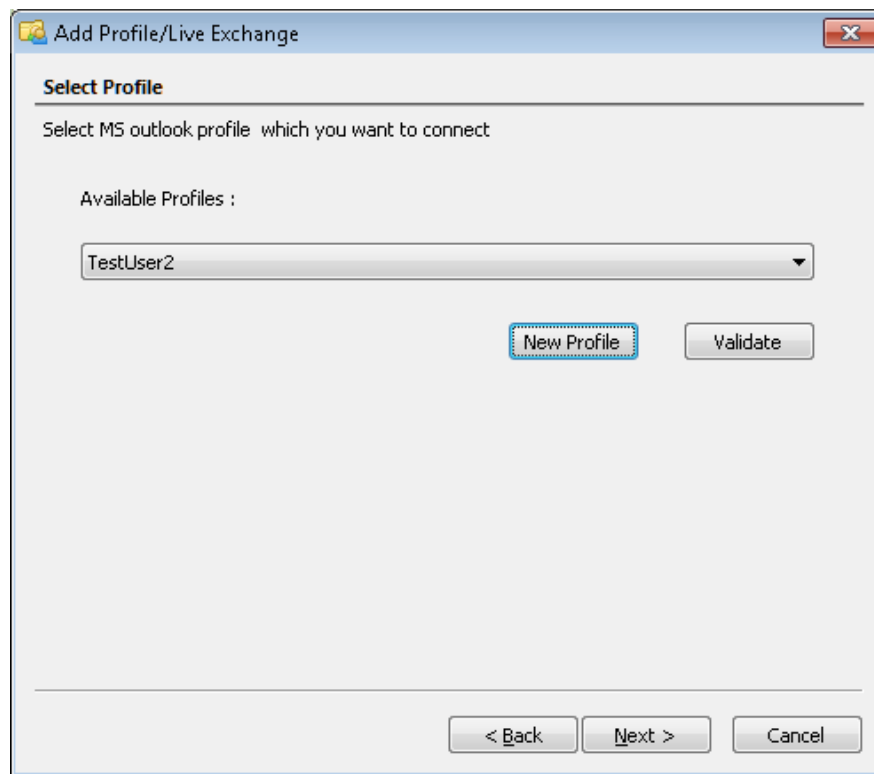 Add Profile/Live Exchange
Select Profile
Select MS outlook profile which you want to connect
Available Profiles :
TestUser2
New Profile Validate
< Back Next > Cancel